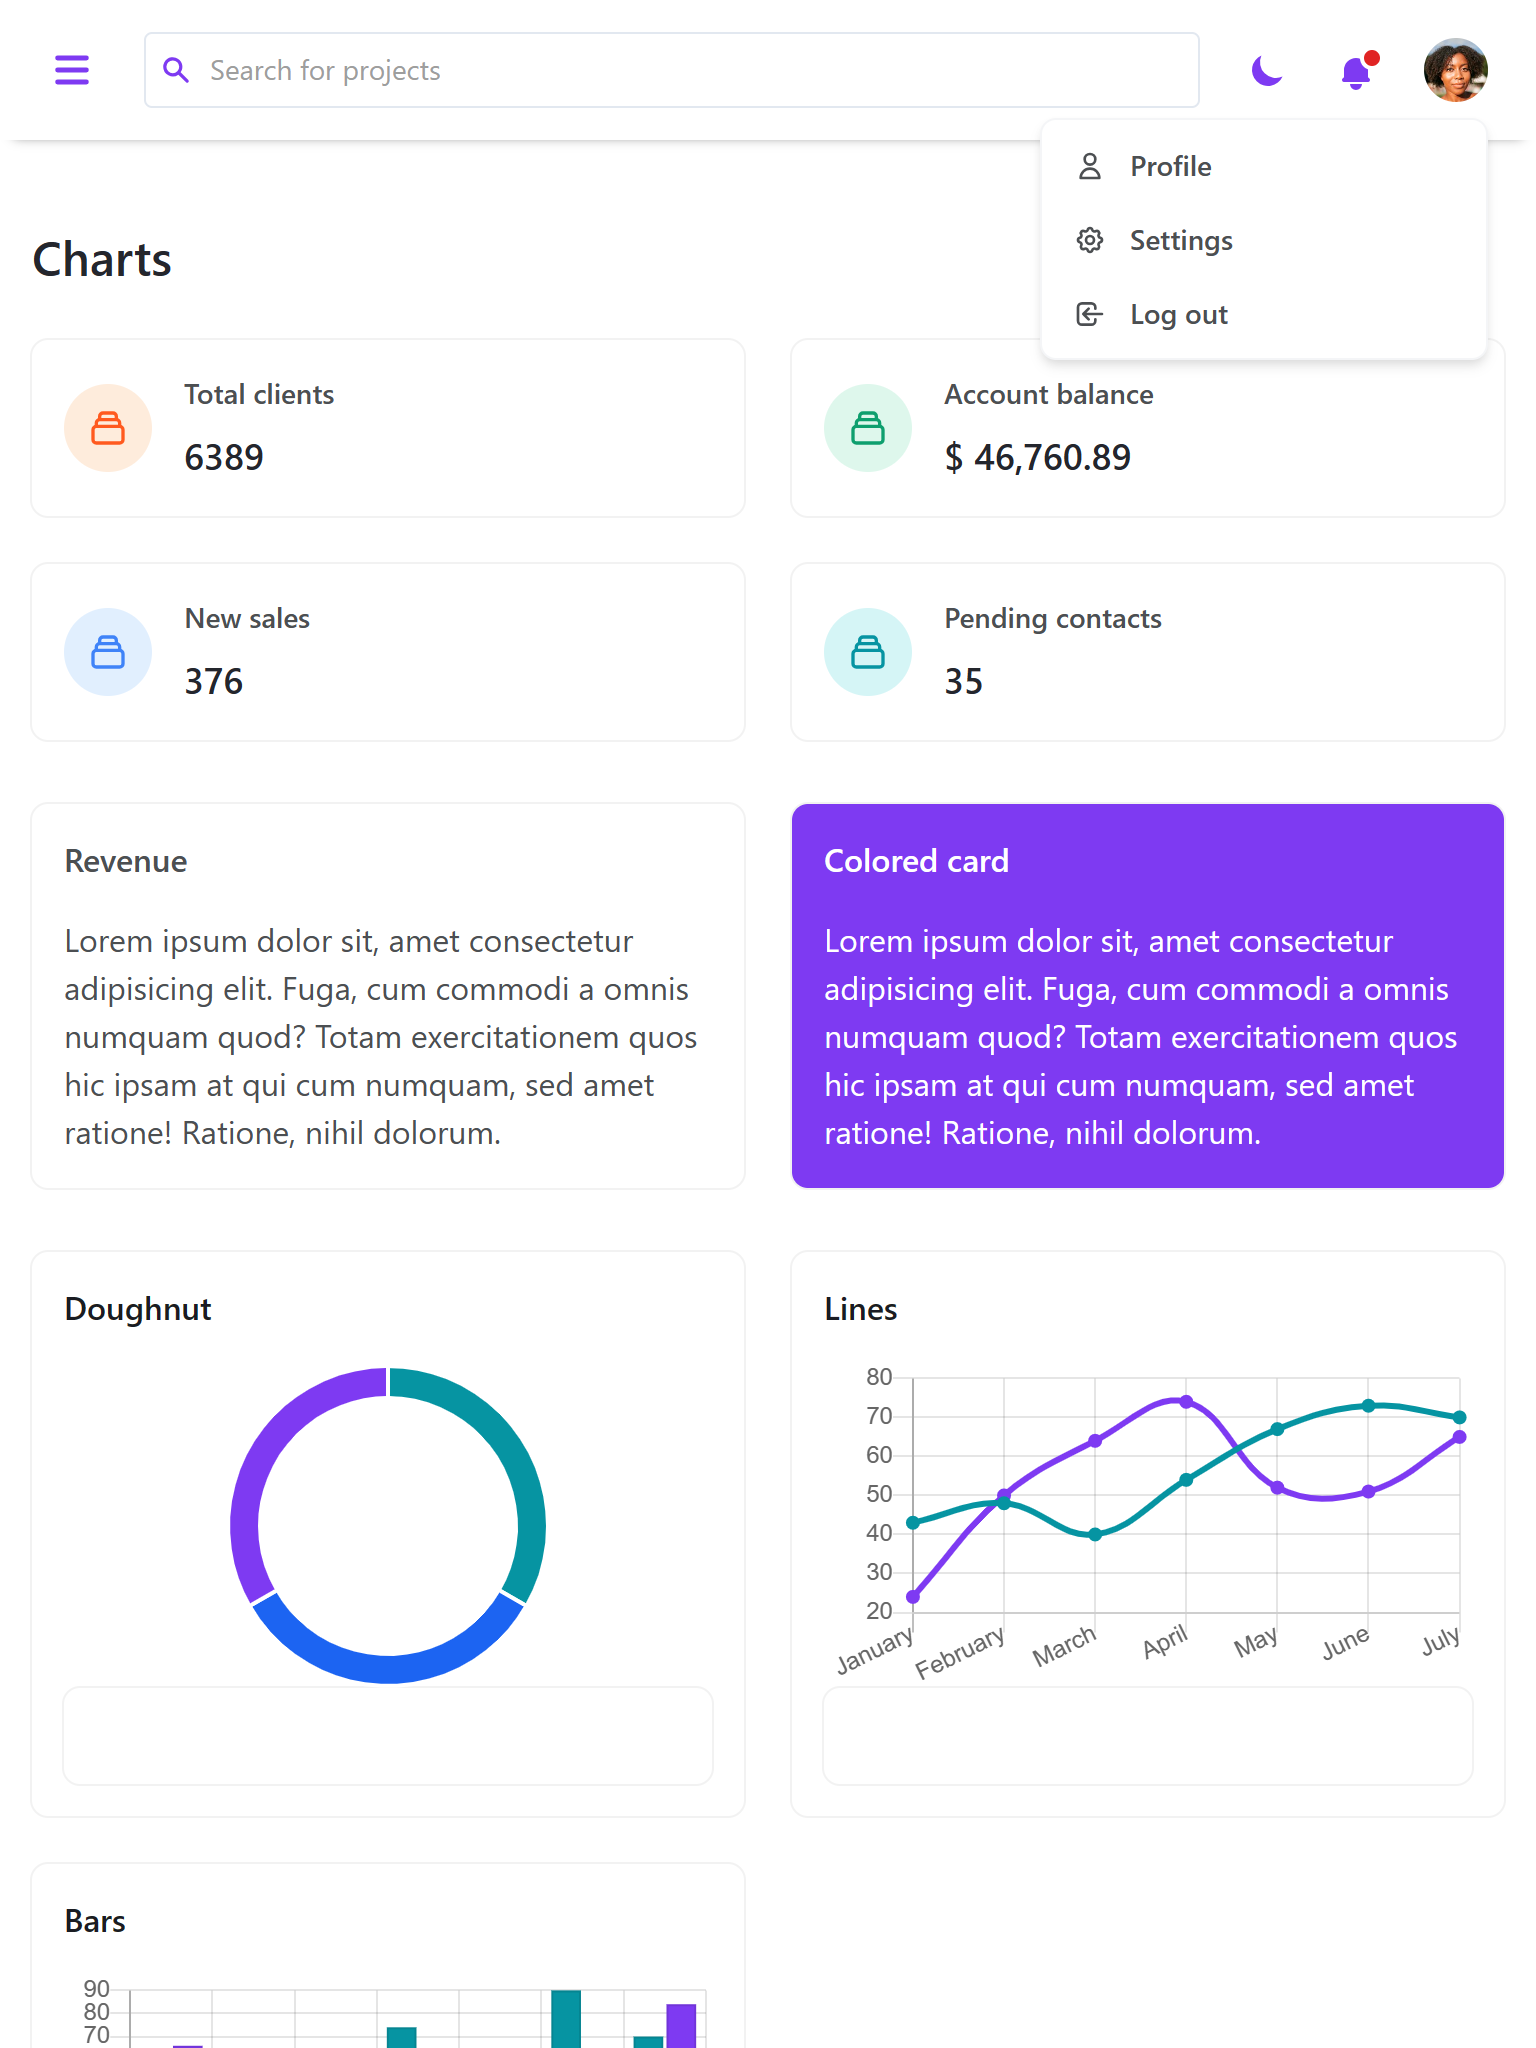 Search for projects
Profile
Settings
Log out
Charts
Total clients
6389
Account balance
$ 46,760.89
New sales
376
Pending contacts
35
Revenue
Lorem ipsum dolor sit, amet consectetur
adipisicing elit. Fuga, cum commodi a omnis
numquam quod? Totam exercitationem quos
hic ipsam at qui cum numquam, sed amet
ratione! Ratione, nihil dolorum.
Colored card
Lorem ipsum dolor sit, amet consectetur
adipisicing elit. Fuga, cum commodi a omnis
numquam quod? Totam exercitationem quos
hic ipsam at qui cum numquam, sed amet
ratione! Ratione, nihil dolorum.
Doughnut
Lines
80
70
60
50
40
30
20
January February March April May June July
Bars
90
80
70